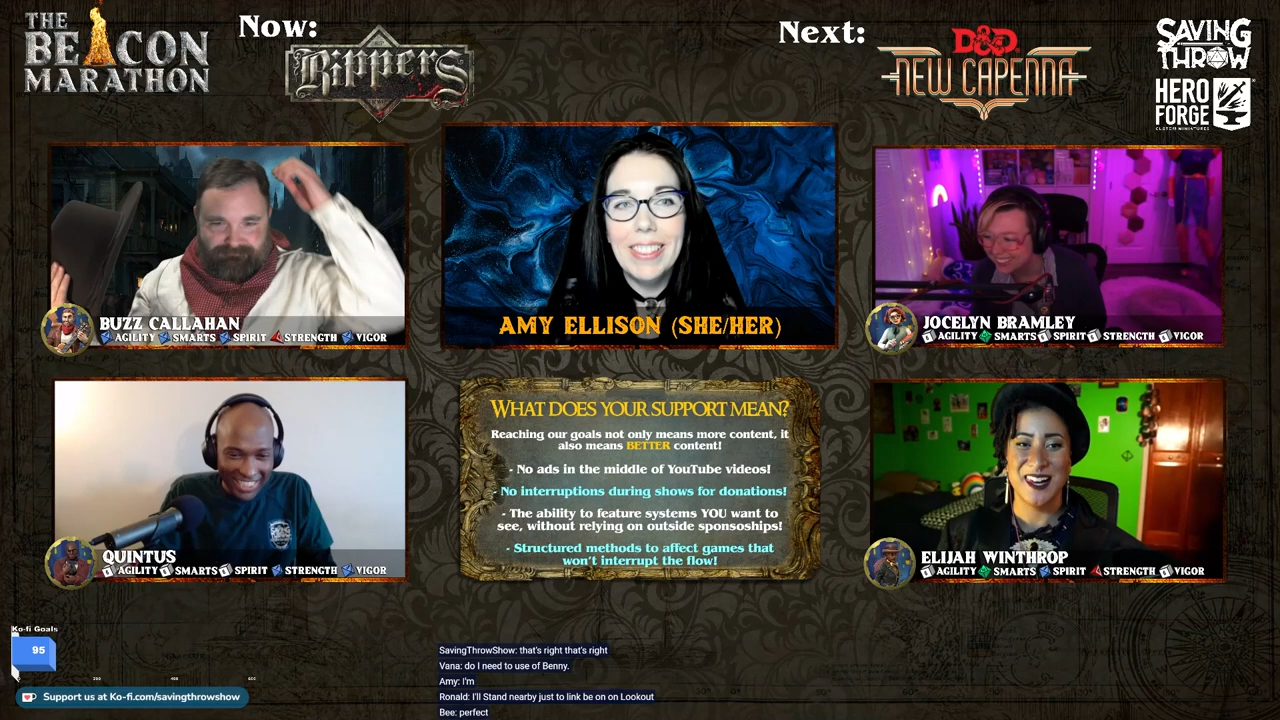 THE
BEACON
MARATHON
Now:
Rippers
Next:
D&D
NEW CAPENNA
SAVING
THROW
HERO
FORGE
CUSTOM MINIATURES
BUZZ CALLAHAN
AGILITY SMARTS SPIRIT STRENGTH VIGOR
AMY ELLISON (SHE/HER)
JOCELYN BRAMLEY
AGILITY SMARTS SPIRIT STRENGTH VIGOR
QUINTUS
AGILITY SMARTS SPIRIT STRENGTH VIGOR
WHAT DOES YOUR SUPPORT MEAN?
Reaching our goals not only means more content, it
also means BETTER content!
- No ads in the middle of YouTube videos!
- No interruptions during shows for donations!
- The ability to feature systems YOU want to
see, without relying on outside sponsoships!
- Structured methods to affect games that
won't interrupt the flow!
ELIJAH WINTHROP
AGILITY SMARTS SPIRIT STRENGTH VIGOR
Ko-fi Goals
95
Support us at Ko-fi.com/savingthrowshow
SavingThrowShow: that's right that's right
Vana: do I need to use of Benny.
Amy: I'm
Ronald: I'll Stand nearby just to link be on on Lookout
Bee: perfect